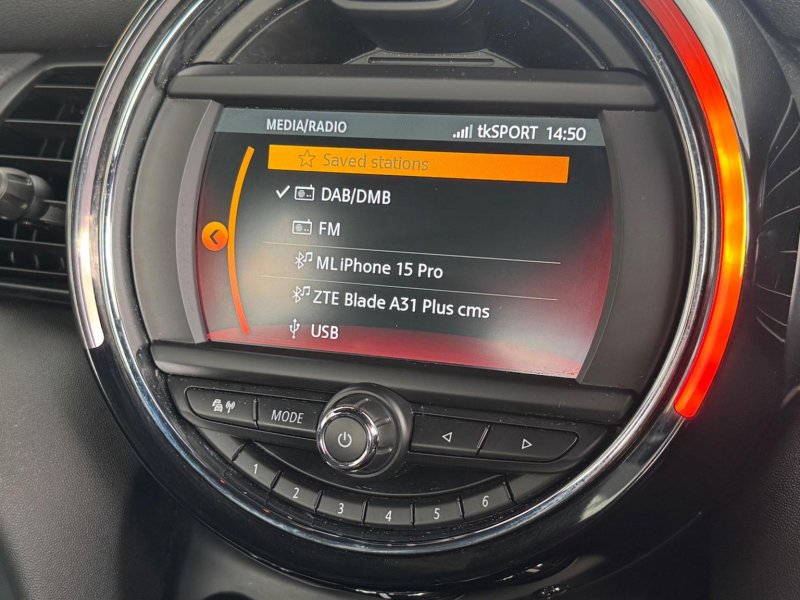 MEDIA/RADIO tkSPORT 14:50
Saved stations
DAB/DMB
FM
ML iPhone 15 Pro
ZTE Blade A31 Plus cms
USB
MODE
1 2 3 4 5 6